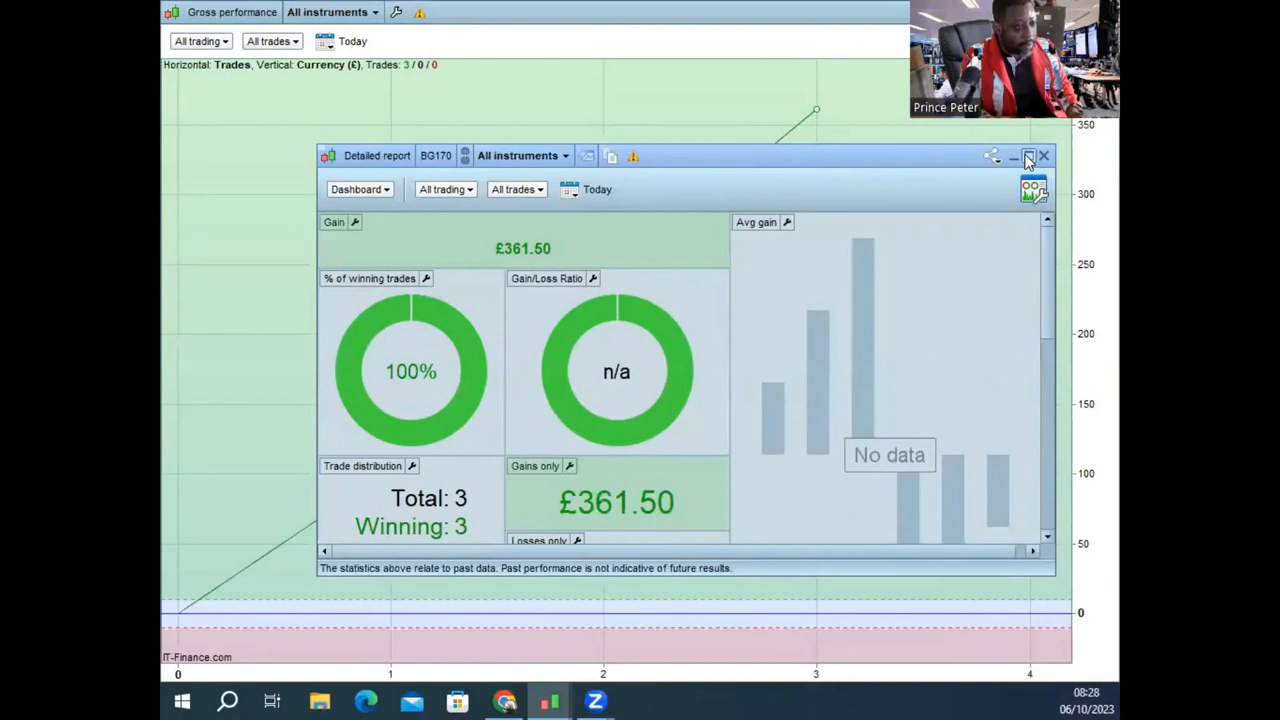 Gross performance All instruments
All trading All trades Today
Horizontal: Trades, Vertical: Currency (£), Trades: 3 / 0 / 0
Prince Peter
350
Detailed report BG170 All instruments
Dashboard All trading All trades Today
300
Gain
Avg gain
£361.50
250
% of winning trades
Gain/Loss Ratio
200
100%
n/a
150
No data
Trade distribution
Gains only
100
Total: 3
£361.50
Winning: 3
Losses only
50
The statistics above relate to past data. Past performance is not indicative of future results.
0
IT-Finance.com
0 1 2 3 4
08:28
06/10/2023